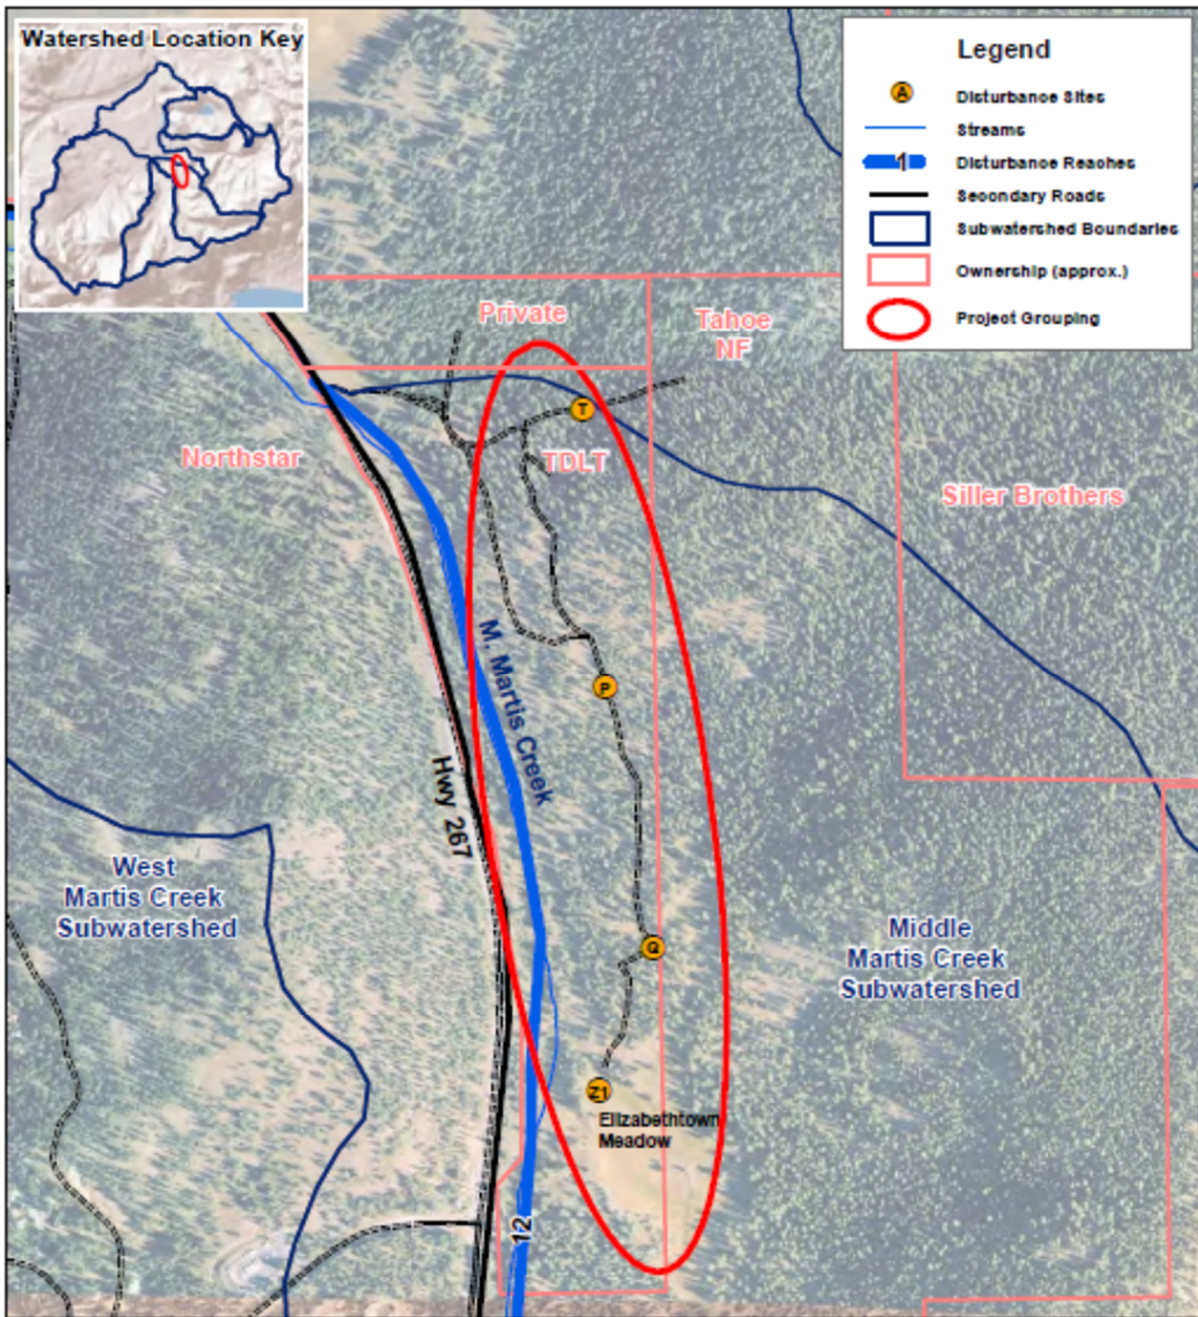 Watershed Location Key
Legend
A
Disturbance Sites
Streams
1
Disturbance Reaches
Secondary Roads
Subwatershed Boundaries
Ownership (approx.)
Project Grouping
Private
Tahoe
NF
T
Northstar
TDLT
Siller Brothers
M. Martis Creek
P
Hwy 267
West
Martis Creek
Subwatershed
Q
Middle
Martis Creek
Subwatershed
Z1
Elizabethtown
Meadow
12